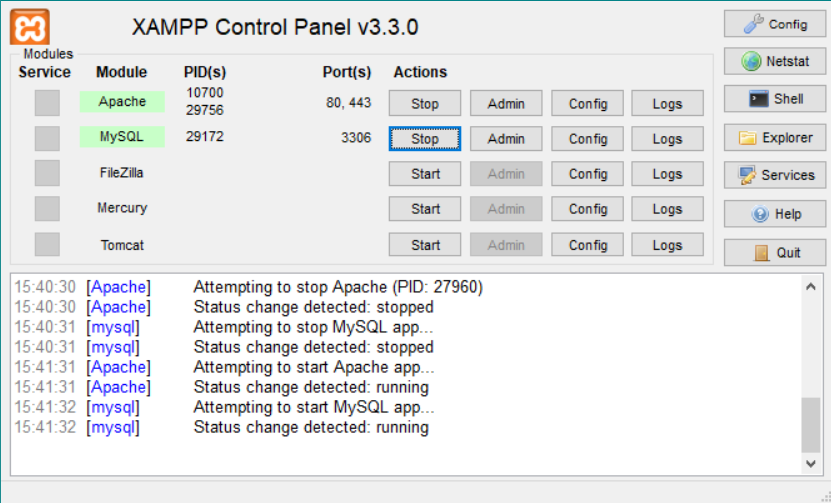 XAMPP Control Panel v3.3.0
Config
Modules
Service Module PID(s) Port(s) Actions
Netstat
Apache 10700 29756 80, 443 Stop Admin Config Logs
Shell
MySQL 29172 3306 Stop Admin Config Logs
Explorer
FileZilla Start Admin Config Logs
Services
Mercury Start Admin Config Logs
Help
Tomcat Start Admin Config Logs
Quit
15:40:30 [Apache] Attempting to stop Apache (PID: 27960)
15:40:30 [Apache] Status change detected: stopped
15:40:31 [mysql] Attempting to stop MySQL app...
15:40:31 [mysql] Status change detected: stopped
15:41:31 [Apache] Attempting to start Apache app...
15:41:31 [Apache] Status change detected: running
15:41:32 [mysql] Attempting to start MySQL app...
15:41:32 [mysql] Status change detected: running